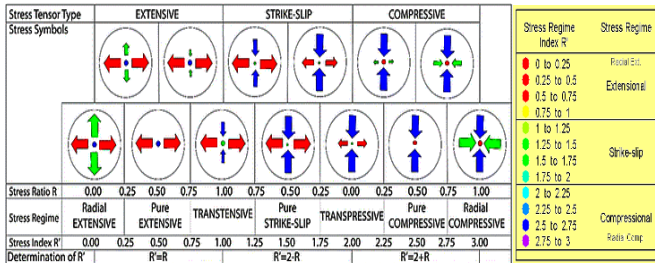 Stress Tensor Type EXTENSIVE STRIKE-SLIP COMPRESSIVE
Stress Symbols
Stress Ratio R 0.00 0.25 0.50 0.75 1.00 0.75 0.50 0.25 0.00 0.25 0.50 0.75 1.00
Stress Regime Radial EXTENSIVE Pure EXTENSIVE TRANSTENSIVE Pure STRIKE-SLIP TRANSPRESSIVE Pure COMPRESSIVE Radial COMPRESSIVE
Stress Index R' 0.00 0.25 0.50 0.75 1.00 1.25 1.50 1.75 2.00 2.25 2.50 2.75 3.00
Determination of R' R'=R R'=2-R R'=2+R
Stress Regime Index R' Stress Regime
0 to 0.25 Radial Ext.
0.25 to 0.5
0.5 to 0.75 Extensional
0.75 to 1
1 to 1.25
1.25 to 1.5
1.5 to 1.75 Strike-slip
1.75 to 2
2 to 2.25
2.25 to 2.5
2.5 to 2.75 Compressional
2.75 to 3 Radial Comp